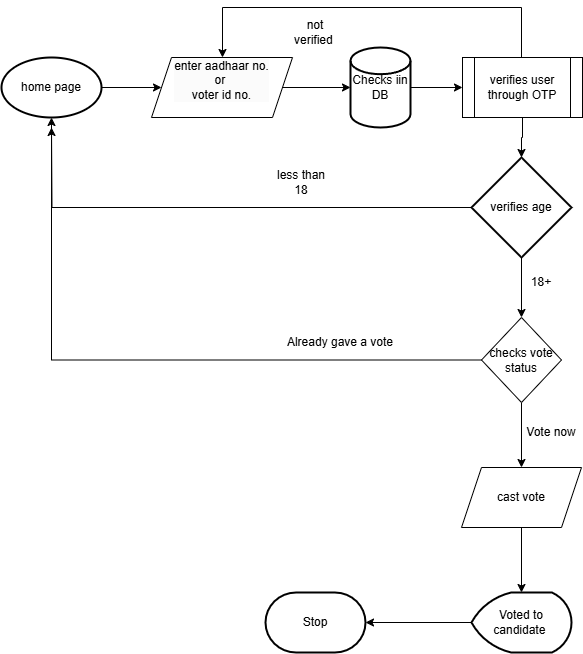 not
verified
home page
enter aadhaar no.
or
voter id no.
Checks iin
DB
verifies user
through OTP
less than
18
verifies age
18+
Already gave a vote
checks vote
status
Vote now
cast vote
Stop
Voted to
candidate